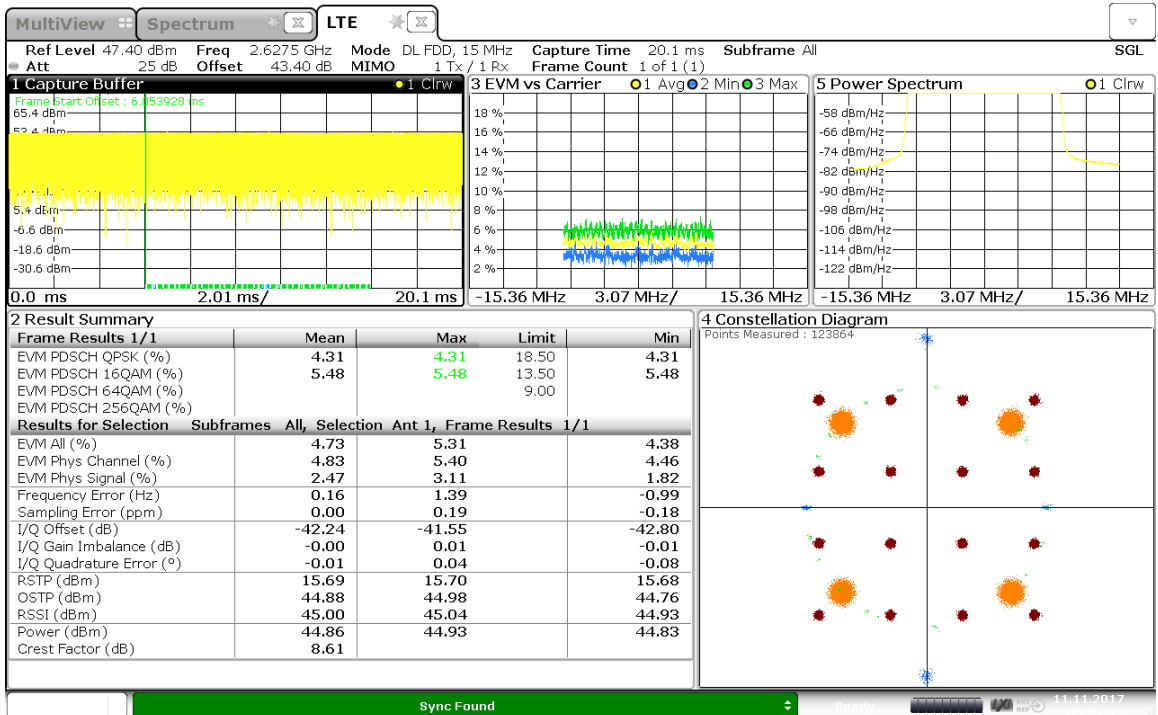 MultiView Spectrum LTE
Ref Level 47.40 dBm Freq 2.6275 GHz Mode DL FDD, 15 MHz Capture Time 20.1 ms Subframe All SGL
Att 25 dB Offset 43.40 dB MIMO 1 Tx / 1 Rx Frame Count 1 of 1 (1)
1 Capture Buffer 1 Clrw
Frame Start Offset : 6.053928 ms
65.4 dBm
53.4 dBm
5.4 dBm
-6.6 dBm
-18.6 dBm
-30.6 dBm
0.0 ms 2.01 ms/ 20.1 ms
3 EVM vs Carrier 1 Avg 2 Min 3 Max
18 %
16 %
14 %
12 %
10 %
8 %
6 %
4 %
2 %
-15.36 MHz 3.07 MHz/ 15.36 MHz
5 Power Spectrum 1 Clrw
-58 dBm/Hz
-66 dBm/Hz
-74 dBm/Hz
-82 dBm/Hz
-90 dBm/Hz
-98 dBm/Hz
-106 dBm/Hz
-114 dBm/Hz
-122 dBm/Hz
-15.36 MHz 3.07 MHz/ 15.36 MHz
2 Result Summary
Frame Results 1/1 Mean Max Limit Min
EVM PDSCH QPSK (%) 4.31 4.31 18.50 4.31
EVM PDSCH 16QAM (%) 5.48 5.48 13.50 5.48
EVM PDSCH 64QAM (%) 9.00
EVM PDSCH 256QAM (%)
Results for Selection Subframes All, Selection Ant 1, Frame Results 1/1
EVM All (%) 4.73 5.31 4.38
EVM Phys Channel (%) 4.83 5.40 4.46
EVM Phys Signal (%) 2.47 3.11 1.82
Frequency Error (Hz) 0.16 1.39 -0.99
Sampling Error (ppm) 0.00 0.19 -0.18
I/Q Offset (dB) -42.24 -41.55 -42.80
I/Q Gain Imbalance (dB) -0.00 0.01 -0.01
I/Q Quadrature Error (°) -0.01 0.04 -0.08
RSTP (dBm) 15.69 15.70 15.68
OSTP (dBm) 44.88 44.98 44.76
RSSI (dBm) 45.00 45.04 44.93
Power (dBm) 44.86 44.93 44.83
Crest Factor (dB) 8.61
4 Constellation Diagram
Points Measured : 123864
Sync Found
Ready
11.11.2017